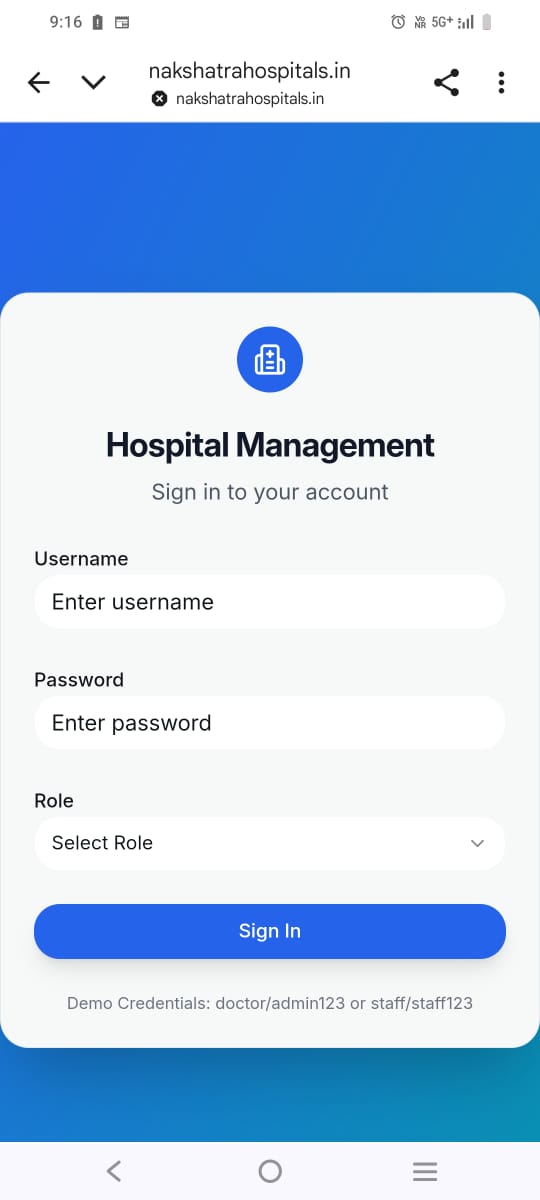 9:16
Vo
NR
5G+
nakshatrahospitals.in
nakshatrahospitals.in
Hospital Management
Sign in to your account
Username
Enter username
Password
Enter password
Role
Select Role
Sign In
Demo Credentials: doctor/admin123 or staff/staff123